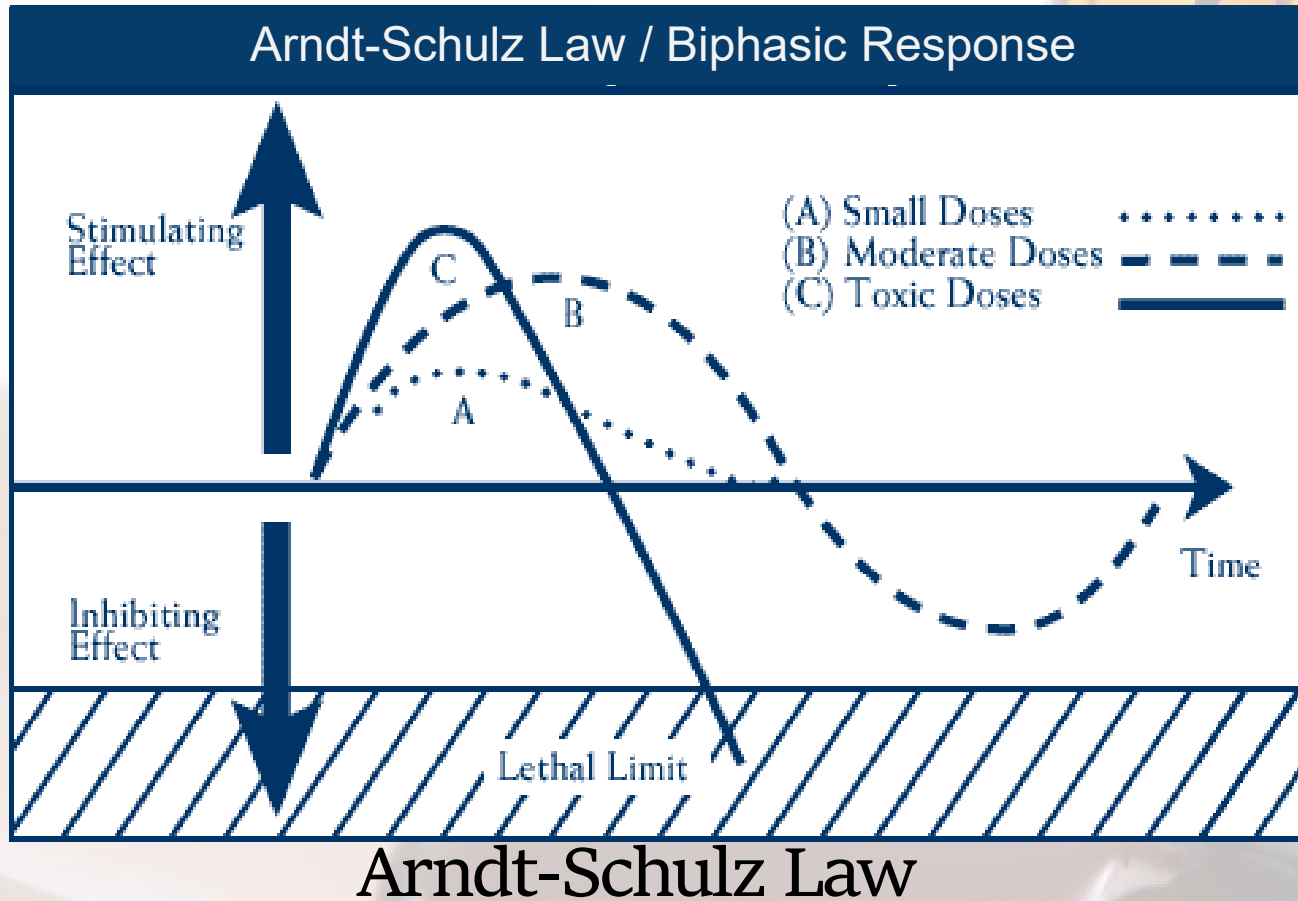 Arndt-Schulz Law / Biphasic Response
Stimulating
Effect
(A) Small Doses
(B) Moderate Doses
(C) Toxic Doses
C
B
A
Time
Inhibiting
Effect
Lethal Limit
Arndt-Schulz Law